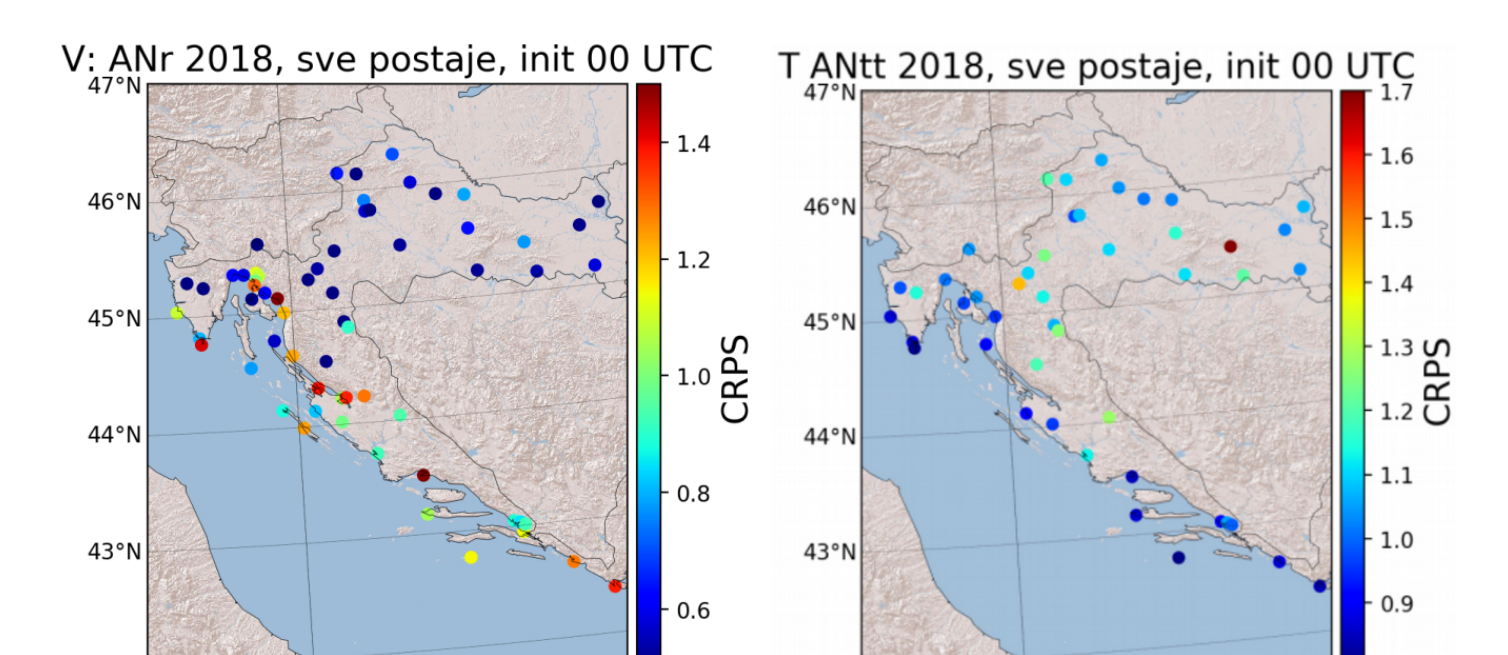 V: ANr 2018, sve postaje, init 00 UTC
47°N
46°N
45°N
44°N
43°N
1.4
1.2
1.0
0.8
0.6
CRPS
T ANtt 2018, sve postaje, init 00 UTC
47°N
46°N
45°N
44°N
43°N
1.7
1.6
1.5
1.4
1.3
1.2
1.1
1.0
0.9
CRPS